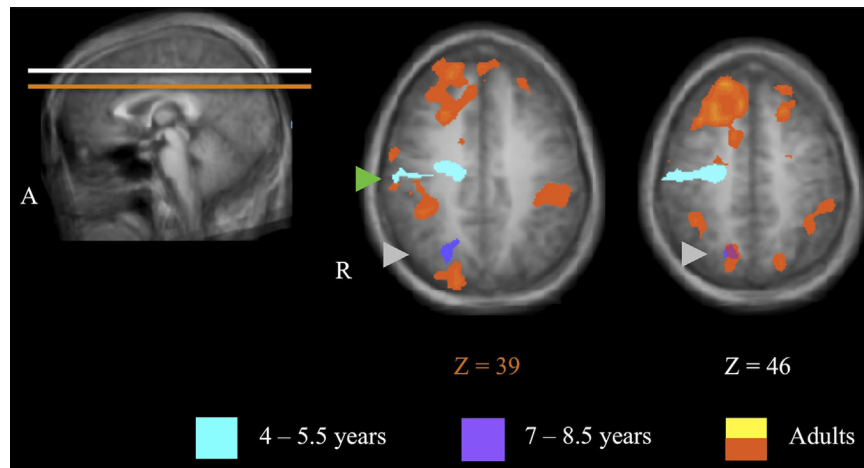 A
R
Z = 39
Z = 46
4 – 5.5 years
7 – 8.5 years
Adults